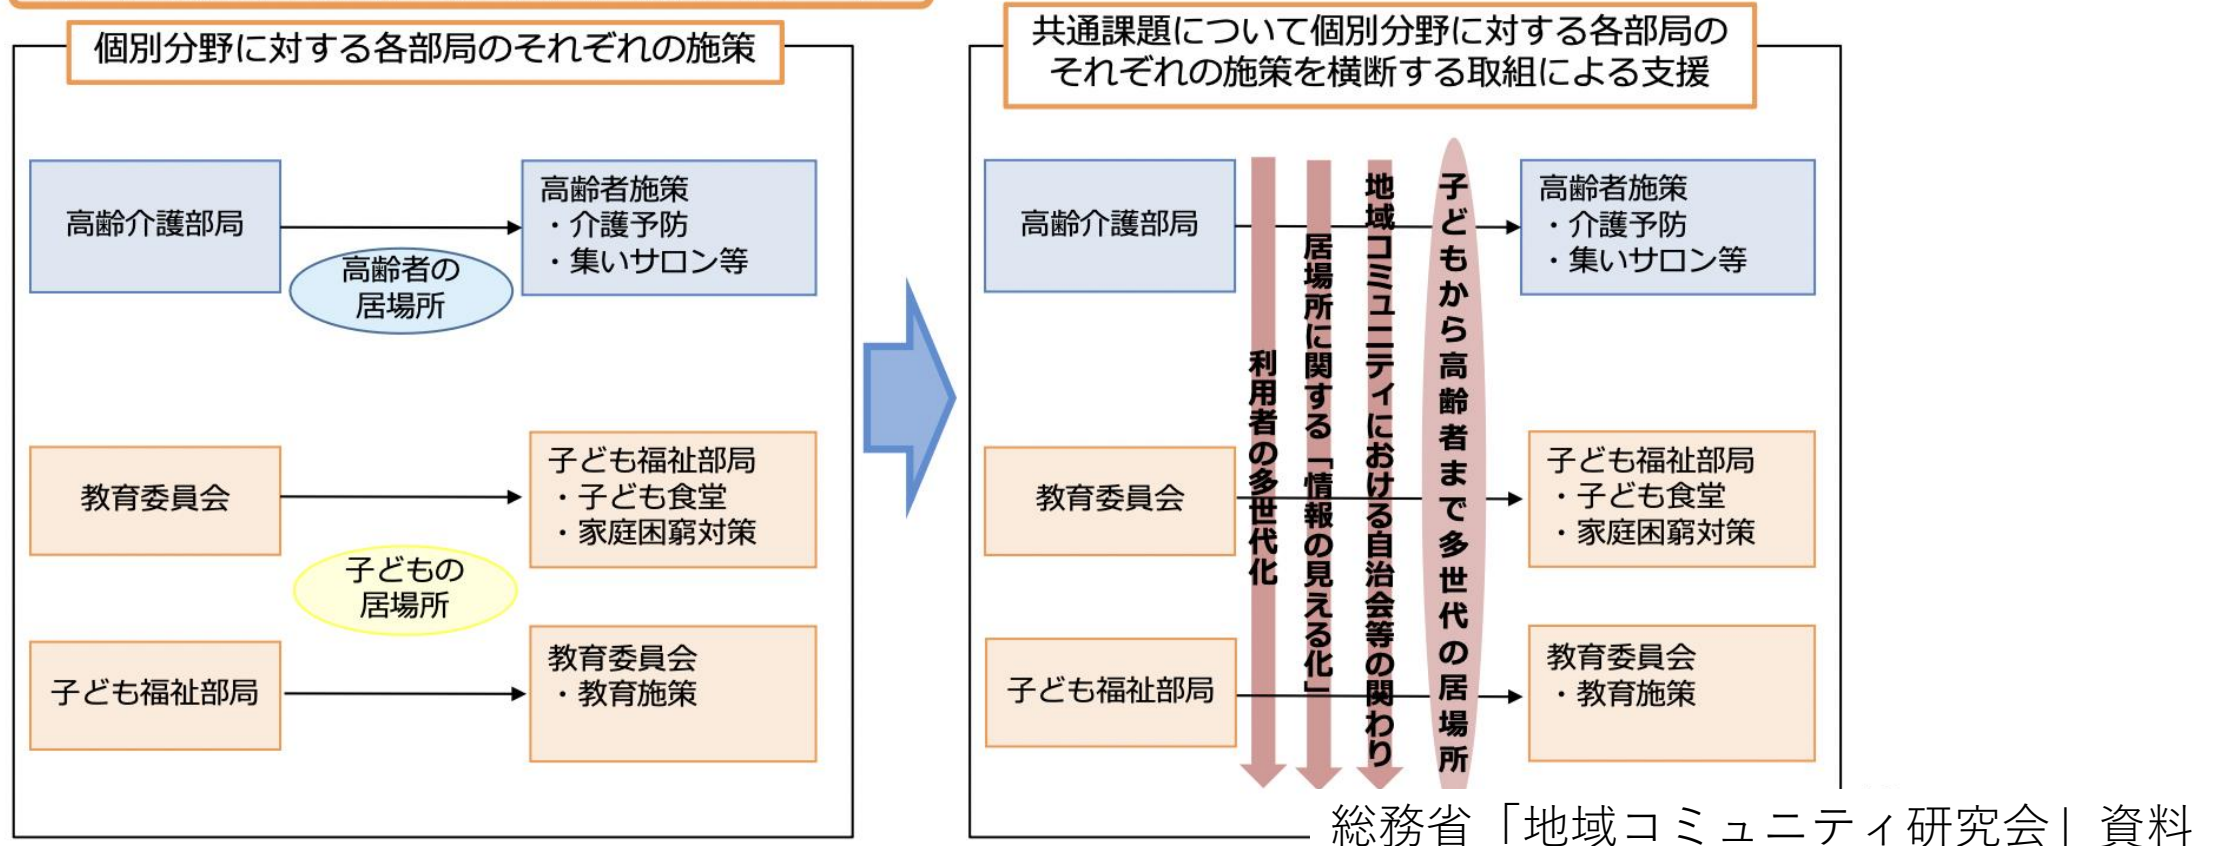 個別分野に対する各部局のそれぞれの施策
高齢介護部局
高齢者の
居場所
高齢者施策
・介護予防
・集いサロン等
教育委員会
子ども福祉部局
・子ども食堂
・家庭困窮対策
子どもの
居場所
子ども福祉部局
教育委員会
・教育施策
共通課題について個別分野に対する各部局の
それぞれの施策を横断する取組による支援
高齢介護部局
教育委員会
子ども福祉部局
利用者の多世代化
居場所に関する「情報の見える化」
地域コミュニティにおける自治会等の関わり
子どもから高齢者まで多世代の居場所
高齢者施策
・介護予防
・集いサロン等
子ども福祉部局
・子ども食堂
・家庭困窮対策
教育委員会
・教育施策
総務省「地域コミュニティ研究会」資料